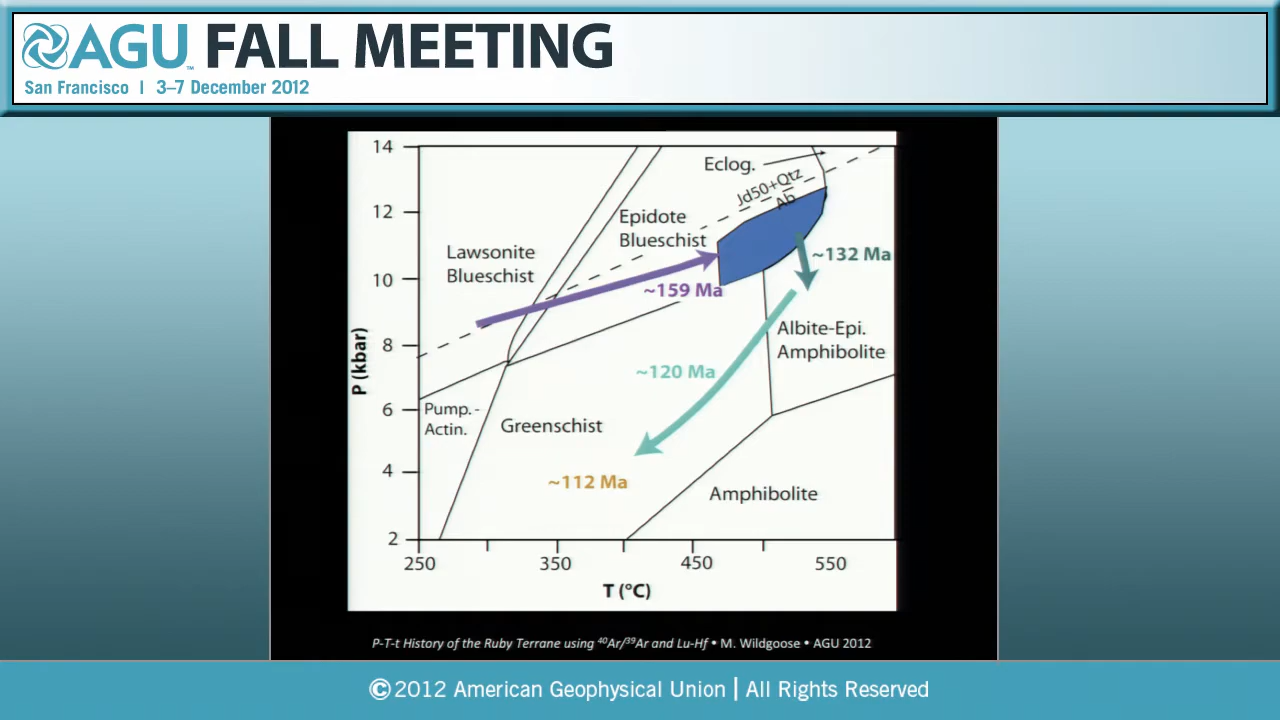 AGU™ FALL MEETING
San Francisco | 3–7 December 2012
14
12
10
8
6
4
2
P (kbar)
Eclog.
Jd50+Qtz
Ab
Epidote
Blueschist
Lawsonite
Blueschist
~132 Ma
~159 Ma
Albite-Epi.
Amphibolite
~120 Ma
Pump.-
Actin.
Greenschist
~112 Ma
Amphibolite
250 350 450 550
T (°C)
P-T-t History of the Ruby Terrane using ⁴⁰Ar/³⁹Ar and Lu-Hf • M. Wildgoose • AGU 2012
©2012 American Geophysical Union | All Rights Reserved